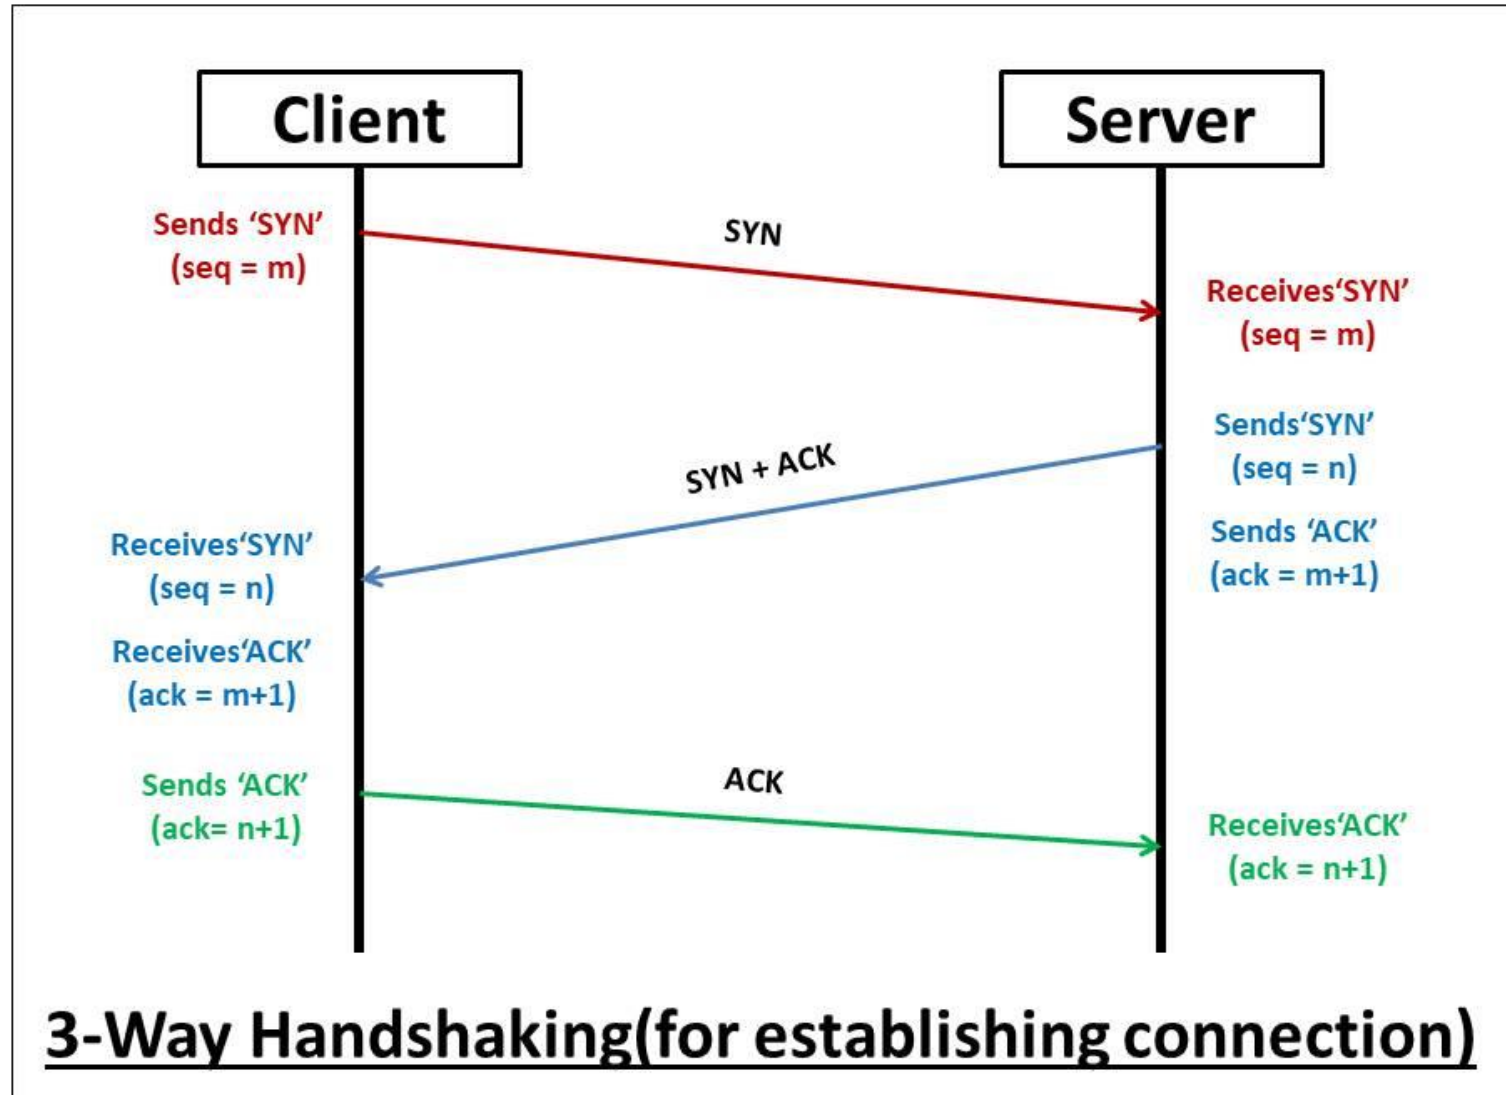 Client
Server
Sends ‘SYN’
(seq = m)
SYN
Receives‘SYN’
(seq = m)
Sends‘SYN’
(seq = n)
SYN + ACK
Sends ‘ACK’
(ack = m+1)
Receives‘SYN’
(seq = n)
Receives‘ACK’
(ack = m+1)
Sends ‘ACK’
(ack= n+1)
ACK
Receives‘ACK’
(ack = n+1)
3-Way Handshaking(for establishing connection)